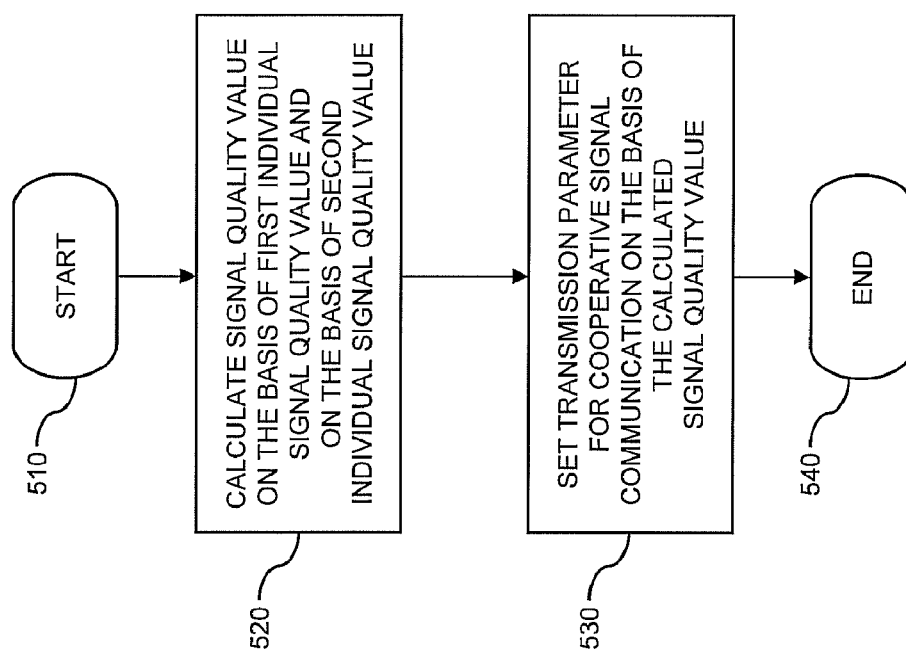 510
START
520
CALCULATE SIGNAL QUALITY VALUE
ON THE BASIS OF FIRST INDIVIDUAL
SIGNAL QUALITY VALUE AND
ON THE BASIS OF SECOND
INDIVIDUAL SIGNAL QUALITY VALUE
530
SET TRANSMISSION PARAMETER
FOR COOPERATIVE SIGNAL
COMMUNICATION ON THE BASIS OF
THE CALCULATED
SIGNAL QUALITY VALUE
540
END